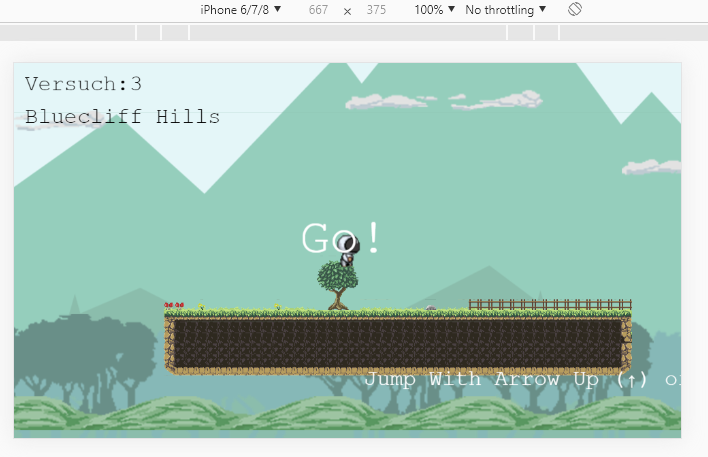 iPhone 6/7/8 ▼ 667 × 375 100% ▼ No throttling ▼
Versuch:3
Bluecliff Hills
Go!
Jump With Arrow Up (↑) o